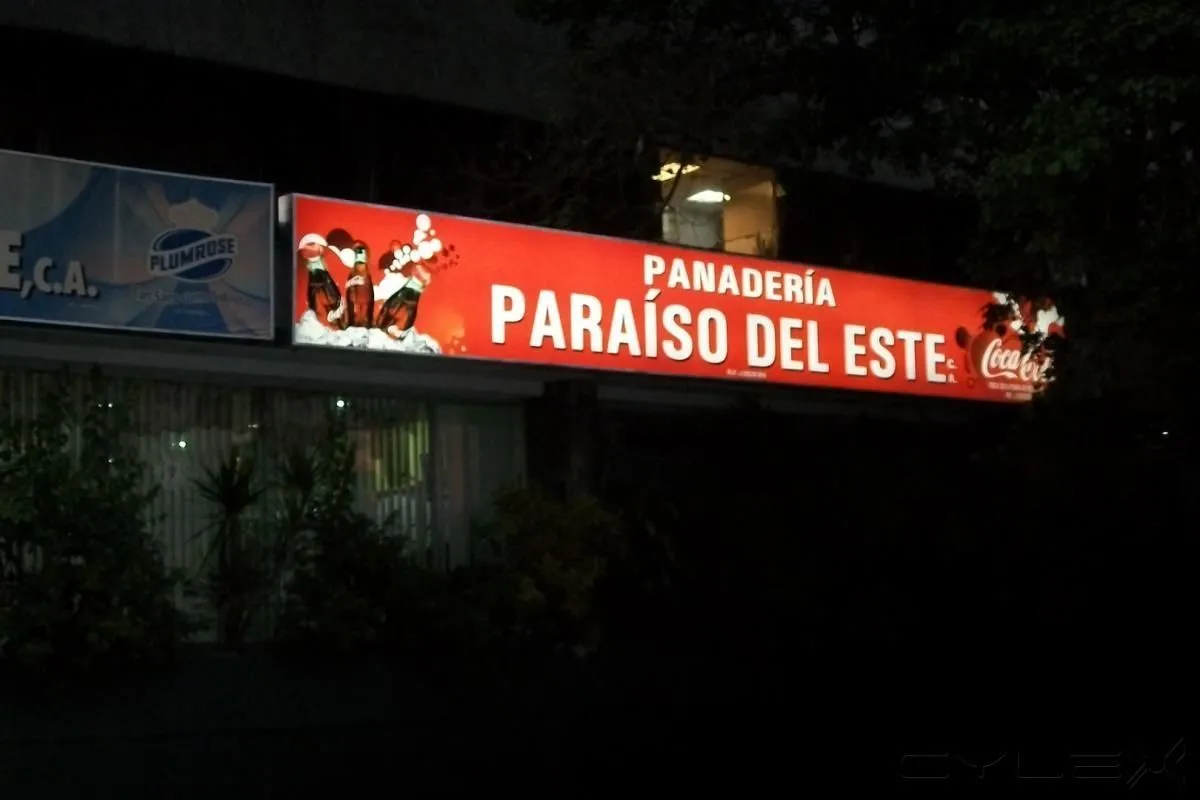 E, C.A.
PLUMROSE
PANADERÍA
PARAÍSO DEL ESTE C.A.
Coca-Cola
CYLEX